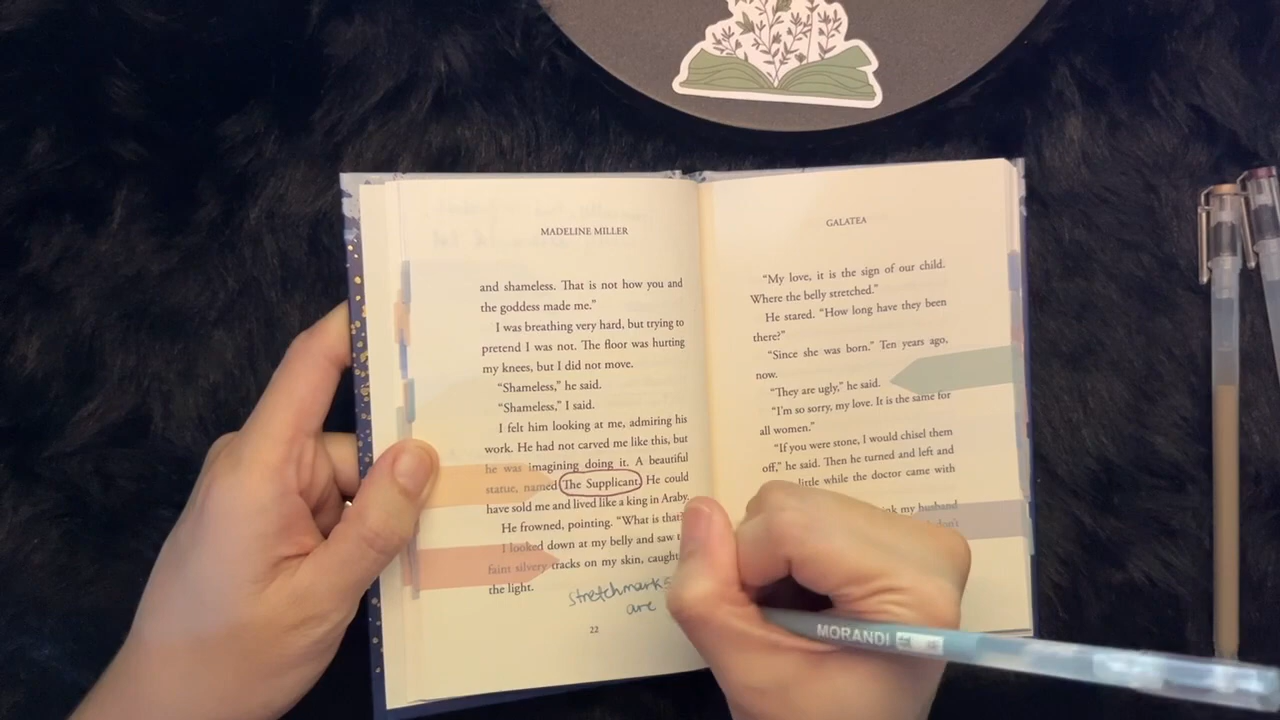 MADELINE MILLER
and shameless. That is not how you and
the goddess made me.”
I was breathing very hard, but trying to
pretend I was not. The floor was hurting
my knees, but I did not move.
“Shameless,” he said.
“Shameless,” I said.
I felt him looking at me, admiring his
work. He had not carved me like this, but
he was imagining doing it. A beautiful
statue, named The Supplicant. He could
have sold me and lived like a king in Araby.
He frowned, pointing. “What is that?”
I looked down at my belly and saw
faint silvery tracks on my skin, caught
the light.
stretchmarks
are
22
GALATEA
“My love, it is the sign of our child.
Where the belly stretched.”
He stared. “How long have they been
there?”
“Since she was born.” Ten years ago,
now.
“They are ugly,” he said.
“I’m so sorry, my love. It is the same for
all women.”
“If you were stone, I would chisel them
off,” he said. Then he turned and left and
little while the doctor came with
my husband
don’t
MORANDI